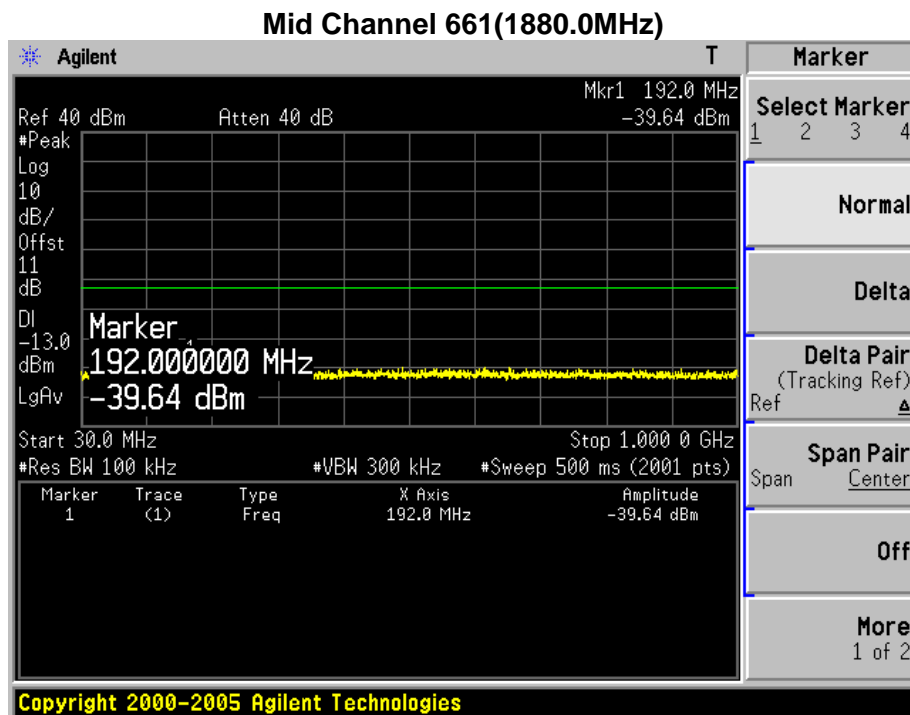 Mid Channel 661(1880.0MHz)
Agilent T Marker
Mkr1 192.0 MHz
Ref 40 dBm Atten 40 dB -39.64 dBm
#Peak
Log
10
dB/
Offst
11
dB
DI
-13.0
dBm
LgAv
Marker
192.000000 MHz
-39.64 dBm
Start 30.0 MHz Stop 1.000 0 GHz
#Res BW 100 kHz #VBW 300 kHz #Sweep 500 ms (2001 pts)
Marker Trace Type X Axis Amplitude
1 (1) Freq 192.0 MHz -39.64 dBm
Select Marker
1 2 3 4
Normal
Delta
Delta Pair
(Tracking Ref)
Ref Δ
Span Pair
Span Center
Off
More
1 of 2
Copyright 2000-2005 Agilent Technologies